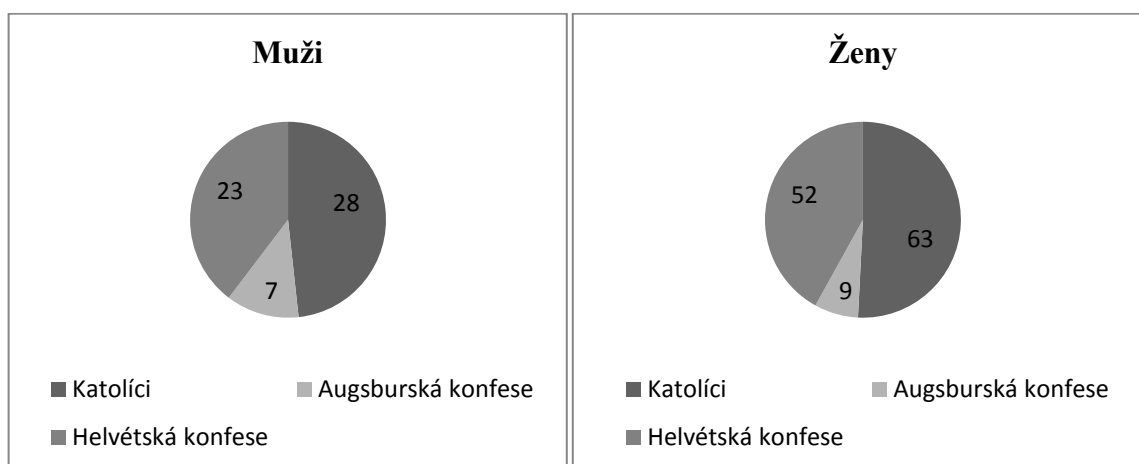 Muži
23
28
7
Katolíci
Augsburská konfese
Helvétská konfese
Ženy
52
63
9
Katolíci
Augsburská konfese
Helvétská konfese